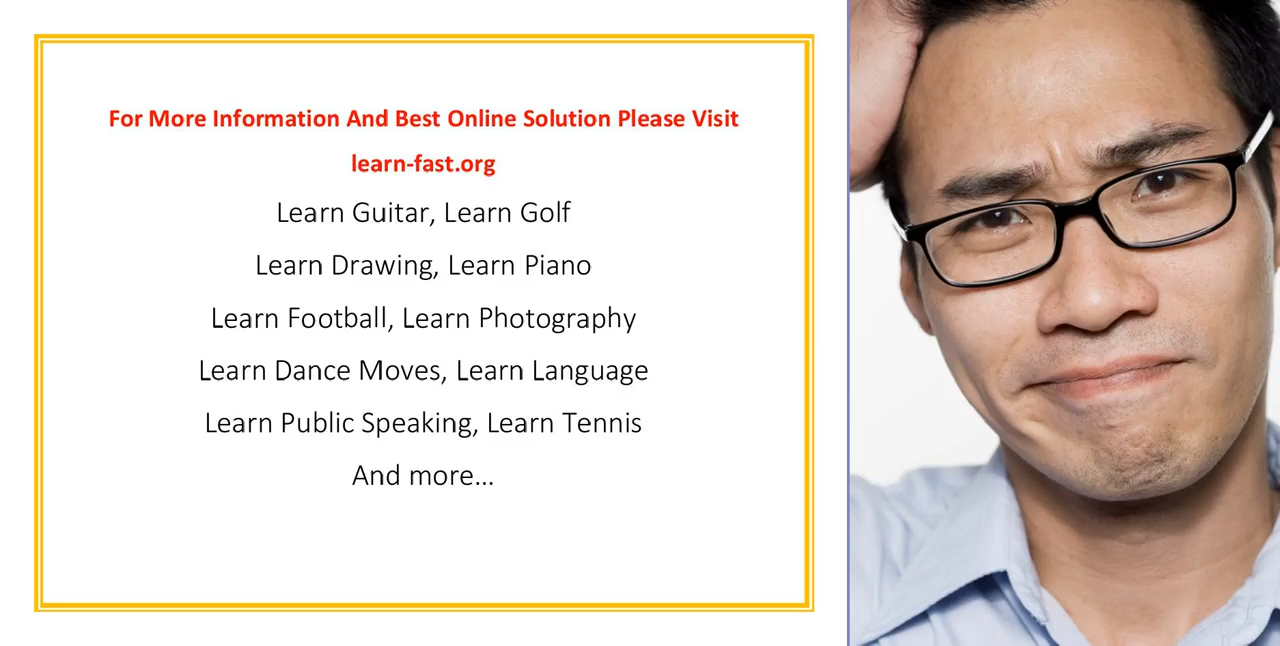 For More Information And Best Online Solution Please Visit
learn-fast.org
Learn Guitar, Learn Golf
Learn Drawing, Learn Piano
Learn Football, Learn Photography
Learn Dance Moves, Learn Language
Learn Public Speaking, Learn Tennis
And more...